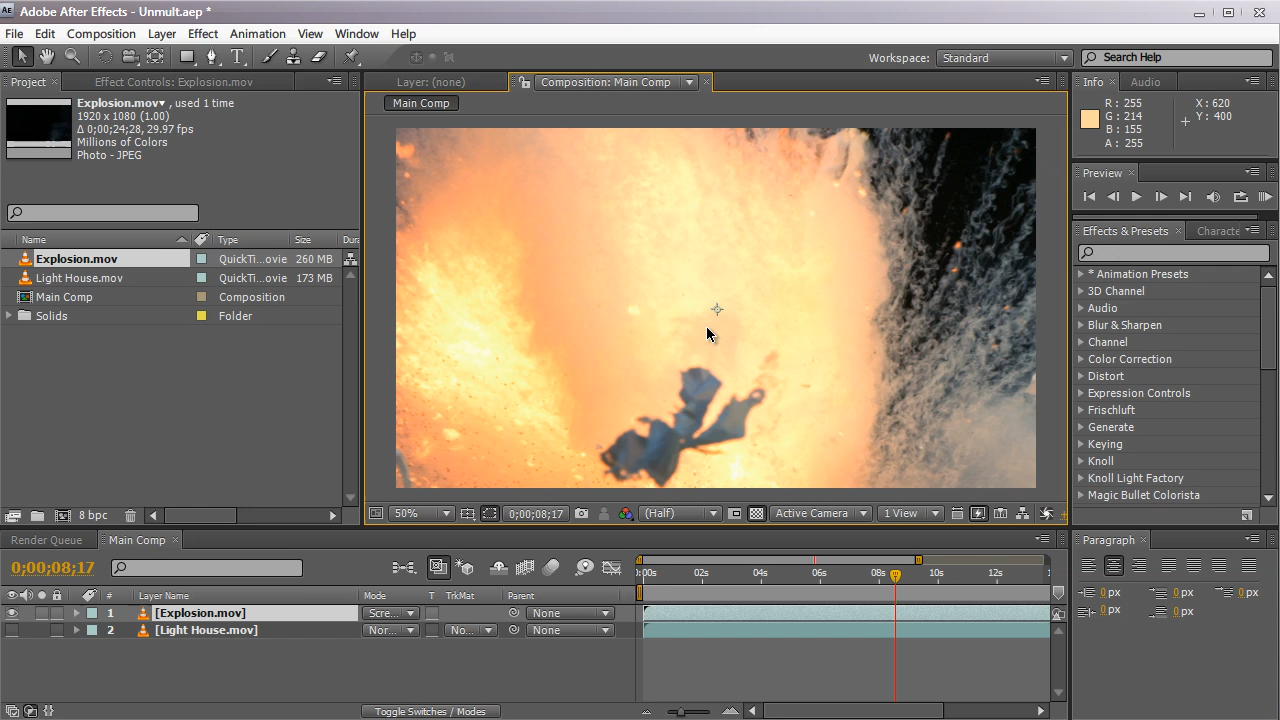 Ae Adobe After Effects - Unmult.aep *
File Edit Composition Layer Effect Animation View Window Help
Workspace: Standard Search Help
Project × Effect Controls: Explosion.mov Layer: (none) Composition: Main Comp × Info × Audio
Explosion.mov▾ , used 1 time
1920 x 1080 (1.00)
Δ 0;00;24;28, 29.97 fps
Millions of Colors
Photo - JPEG
Main Comp
R : 255 X : 620
G : 214 Y : 400
B : 155
A : 255
Preview ×
Name Type Size Dura
Explosion.mov QuickTi...ovie 260 MB
Light House.mov QuickTi...ovie 173 MB
Main Comp Composition
Solids Folder
8 bpc
Effects & Presets × Characte
* Animation Presets
3D Channel
Audio
Blur & Sharpen
Channel
Color Correction
Distort
Expression Controls
Frischluft
Generate
Keying
Knoll
Knoll Light Factory
Magic Bullet Colorista
50% 0;00;08;17 (Half) Active Camera 1 View
Render Queue Main Comp × Paragraph ×
0;00;08;17
0:00s 02s 04s 06s 08s 10s 12s 1
# Layer Name Mode T TrkMat Parent
1 [Explosion.mov] Scre... None
2 [Light House.mov] Nor... No... None
0 px 0 px 0 px
0 px 0 px
Toggle Switches / Modes